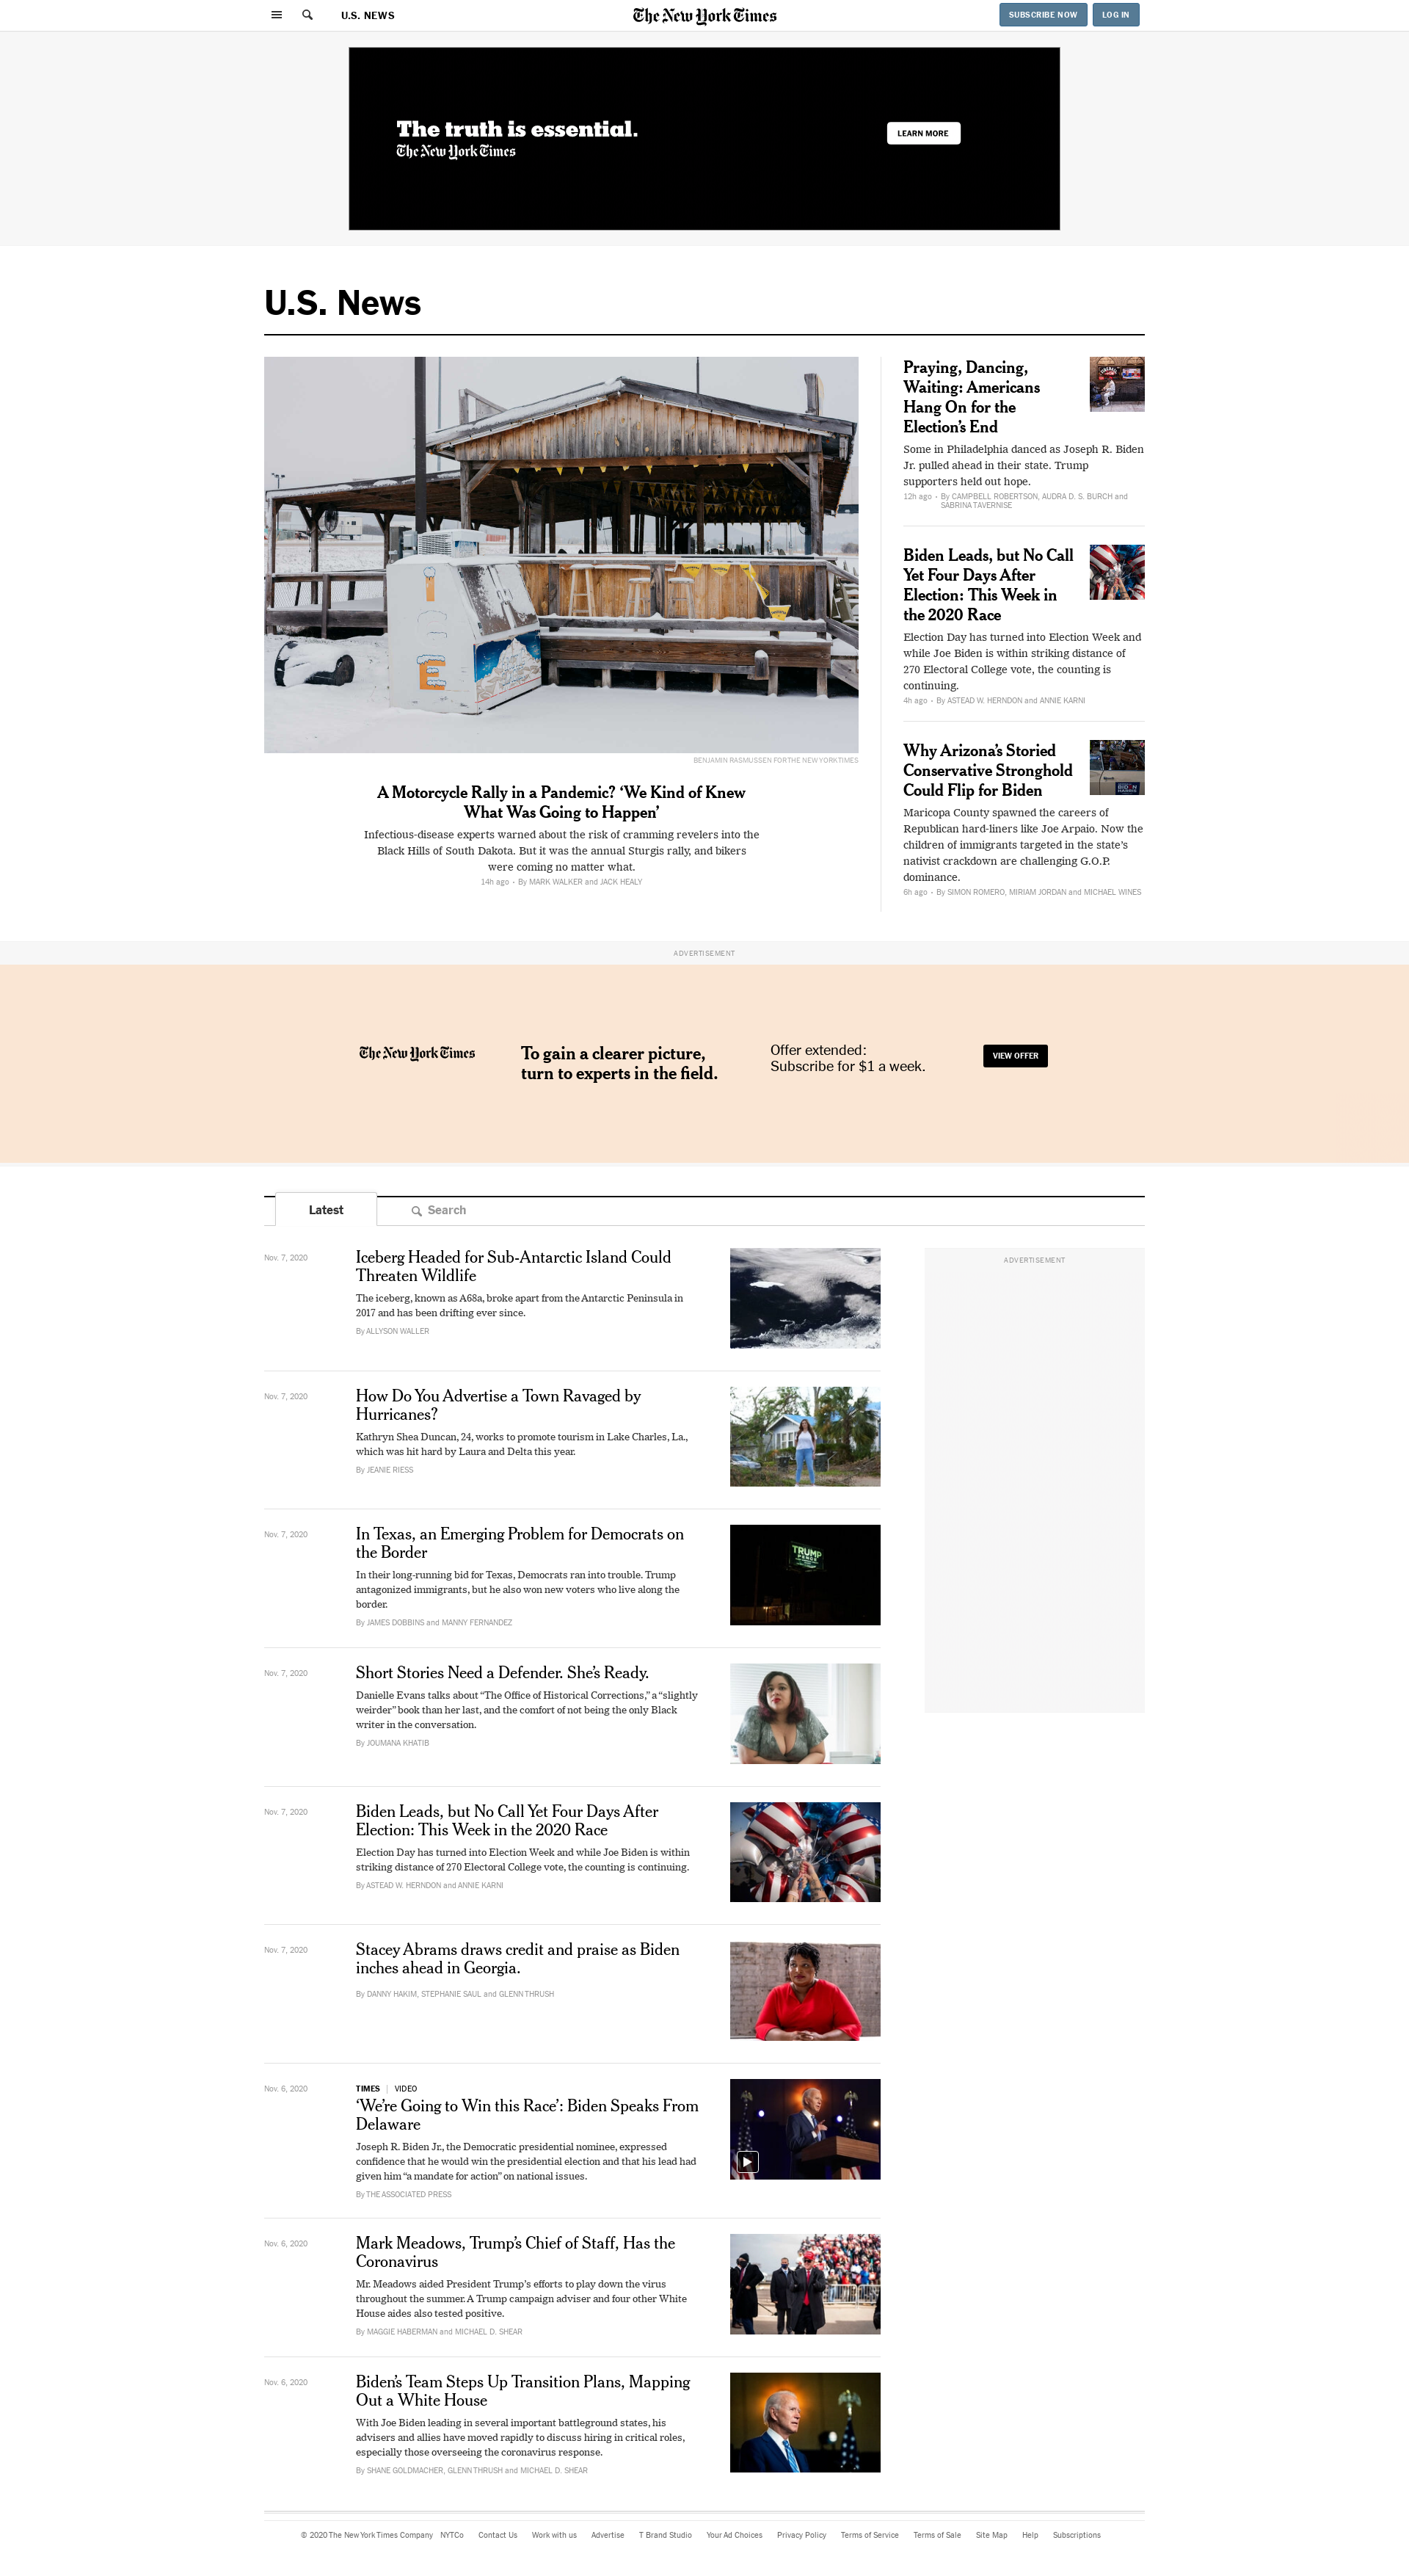 U.S. NEWS
The New York Times
SUBSCRIBE NOW
LOG IN
The truth is essential.
The New York Times
LEARN MORE
U.S. News
BENJAMIN RASMUSSEN FOR THE NEW YORK TIMES
A Motorcycle Rally in a Pandemic? ‘We Kind of Knew
What Was Going to Happen’
Infectious-disease experts warned about the risk of cramming revelers into the
Black Hills of South Dakota. But it was the annual Sturgis rally, and bikers
were coming no matter what.
14h ago • By MARK WALKER and JACK HEALY
Praying, Dancing,
Waiting: Americans
Hang On for the
Election’s End
Some in Philadelphia danced as Joseph R. Biden
Jr. pulled ahead in their state. Trump
supporters held out hope.
12h ago • By CAMPBELL ROBERTSON, AUDRA D. S. BURCH and
SABRINA TAVERNISE
Biden Leads, but No Call
Yet Four Days After
Election: This Week in
the 2020 Race
Election Day has turned into Election Week and
while Joe Biden is within striking distance of
270 Electoral College vote, the counting is
continuing.
4h ago • By ASTEAD W. HERNDON and ANNIE KARNI
Why Arizona’s Storied
Conservative Stronghold
Could Flip for Biden
Maricopa County spawned the careers of
Republican hard-liners like Joe Arpaio. Now the
children of immigrants targeted in the state’s
nativist crackdown are challenging G.O.P.
dominance.
6h ago • By SIMON ROMERO, MIRIAM JORDAN and MICHAEL WINES
ADVERTISEMENT
The New York Times
To gain a clearer picture,
turn to experts in the field.
Offer extended:
Subscribe for $1 a week.
VIEW OFFER
Latest
Search
ADVERTISEMENT
Nov. 7, 2020
Iceberg Headed for Sub-Antarctic Island Could
Threaten Wildlife
The iceberg, known as A68a, broke apart from the Antarctic Peninsula in
2017 and has been drifting ever since.
By ALLYSON WALLER
Nov. 7, 2020
How Do You Advertise a Town Ravaged by
Hurricanes?
Kathryn Shea Duncan, 24, works to promote tourism in Lake Charles, La.,
which was hit hard by Laura and Delta this year.
By JEANIE RIESS
Nov. 7, 2020
In Texas, an Emerging Problem for Democrats on
the Border
In their long-running bid for Texas, Democrats ran into trouble. Trump
antagonized immigrants, but he also won new voters who live along the
border.
By JAMES DOBBINS and MANNY FERNANDEZ
TRUMP
PENCE
Nov. 7, 2020
Short Stories Need a Defender. She’s Ready.
Danielle Evans talks about “The Office of Historical Corrections,” a “slightly
weirder” book than her last, and the comfort of not being the only Black
writer in the conversation.
By JOUMANA KHATIB
Nov. 7, 2020
Biden Leads, but No Call Yet Four Days After
Election: This Week in the 2020 Race
Election Day has turned into Election Week and while Joe Biden is within
striking distance of 270 Electoral College vote, the counting is continuing.
By ASTEAD W. HERNDON and ANNIE KARNI
Nov. 7, 2020
Stacey Abrams draws credit and praise as Biden
inches ahead in Georgia.
By DANNY HAKIM, STEPHANIE SAUL and GLENN THRUSH
Nov. 6, 2020
TIMES | VIDEO
‘We’re Going to Win this Race’: Biden Speaks From
Delaware
Joseph R. Biden Jr., the Democratic presidential nominee, expressed
confidence that he would win the presidential election and that his lead had
given him “a mandate for action” on national issues.
By THE ASSOCIATED PRESS
Nov. 6, 2020
Mark Meadows, Trump’s Chief of Staff, Has the
Coronavirus
Mr. Meadows aided President Trump’s efforts to play down the virus
throughout the summer. A Trump campaign adviser and four other White
House aides also tested positive.
By MAGGIE HABERMAN and MICHAEL D. SHEAR
Nov. 6, 2020
Biden’s Team Steps Up Transition Plans, Mapping
Out a White House
With Joe Biden leading in several important battleground states, his
advisers and allies have moved rapidly to discuss hiring in critical roles,
especially those overseeing the coronavirus response.
By SHANE GOLDMACHER, GLENN THRUSH and MICHAEL D. SHEAR
© 2020 The New York Times Company NYTCo Contact Us Work with us Advertise T Brand Studio Your Ad Choices Privacy Policy Terms of Service Terms of Sale Site Map Help Subscriptions